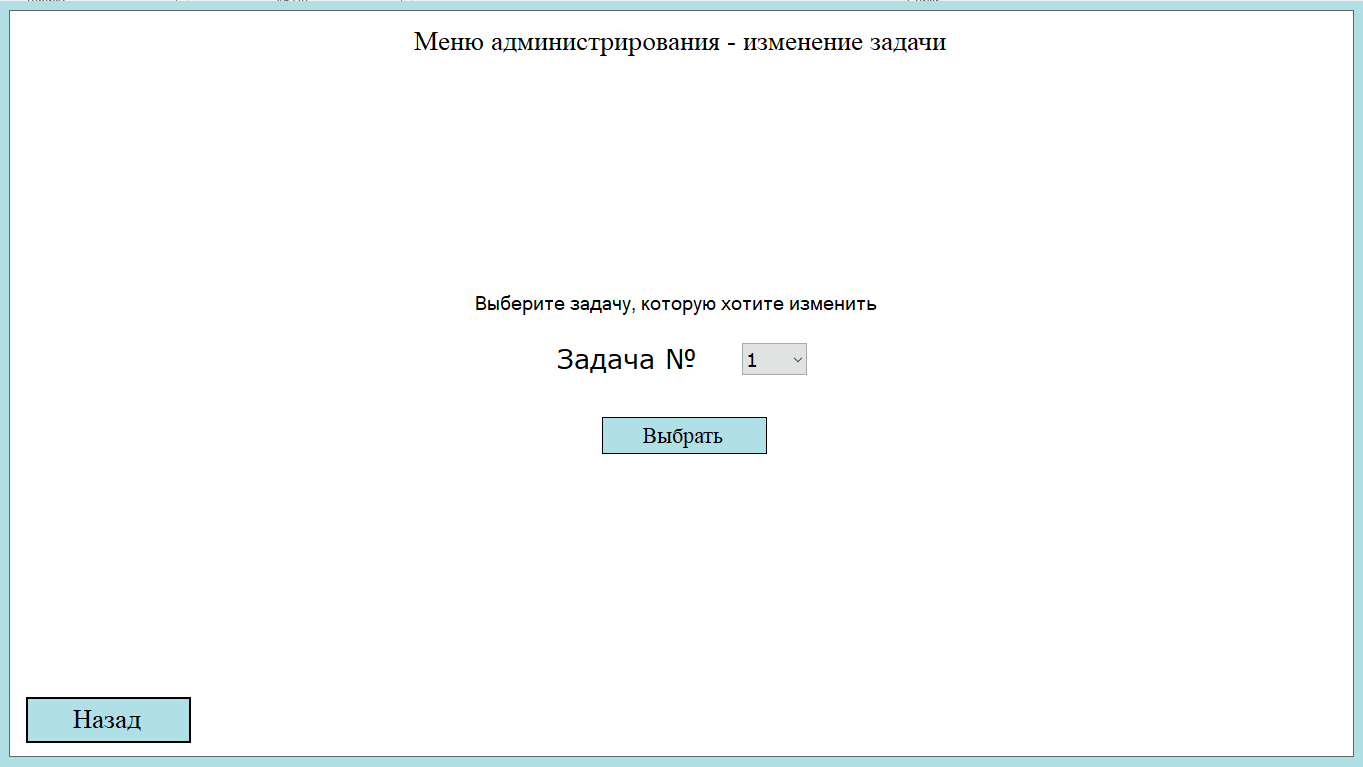 Меню администрирования - изменение задачи
Выберите задачу, которую хотите изменить
Задача № 1
Выбрать
Назад